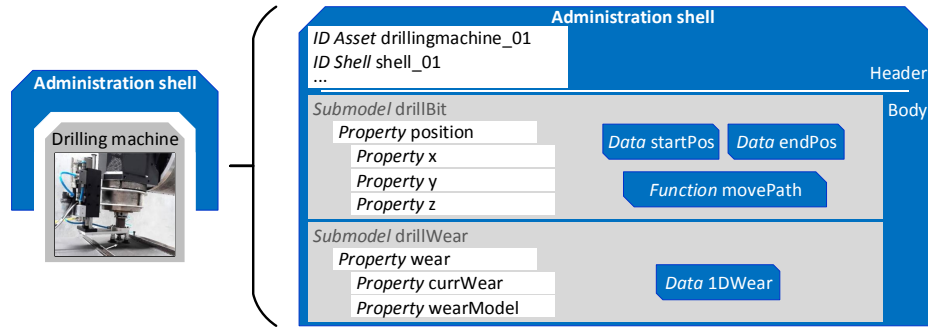 Administration shell
Drilling machine
Administration shell
ID Asset drillingmachine_01
ID Shell shell_01
...
Header
Body
Submodel drillBit
Property position
Property x
Property y
Property z
Data startPos
Data endPos
Function movePath
Submodel drillWear
Property wear
Property currWear
Property wearModel
Data 1DWear